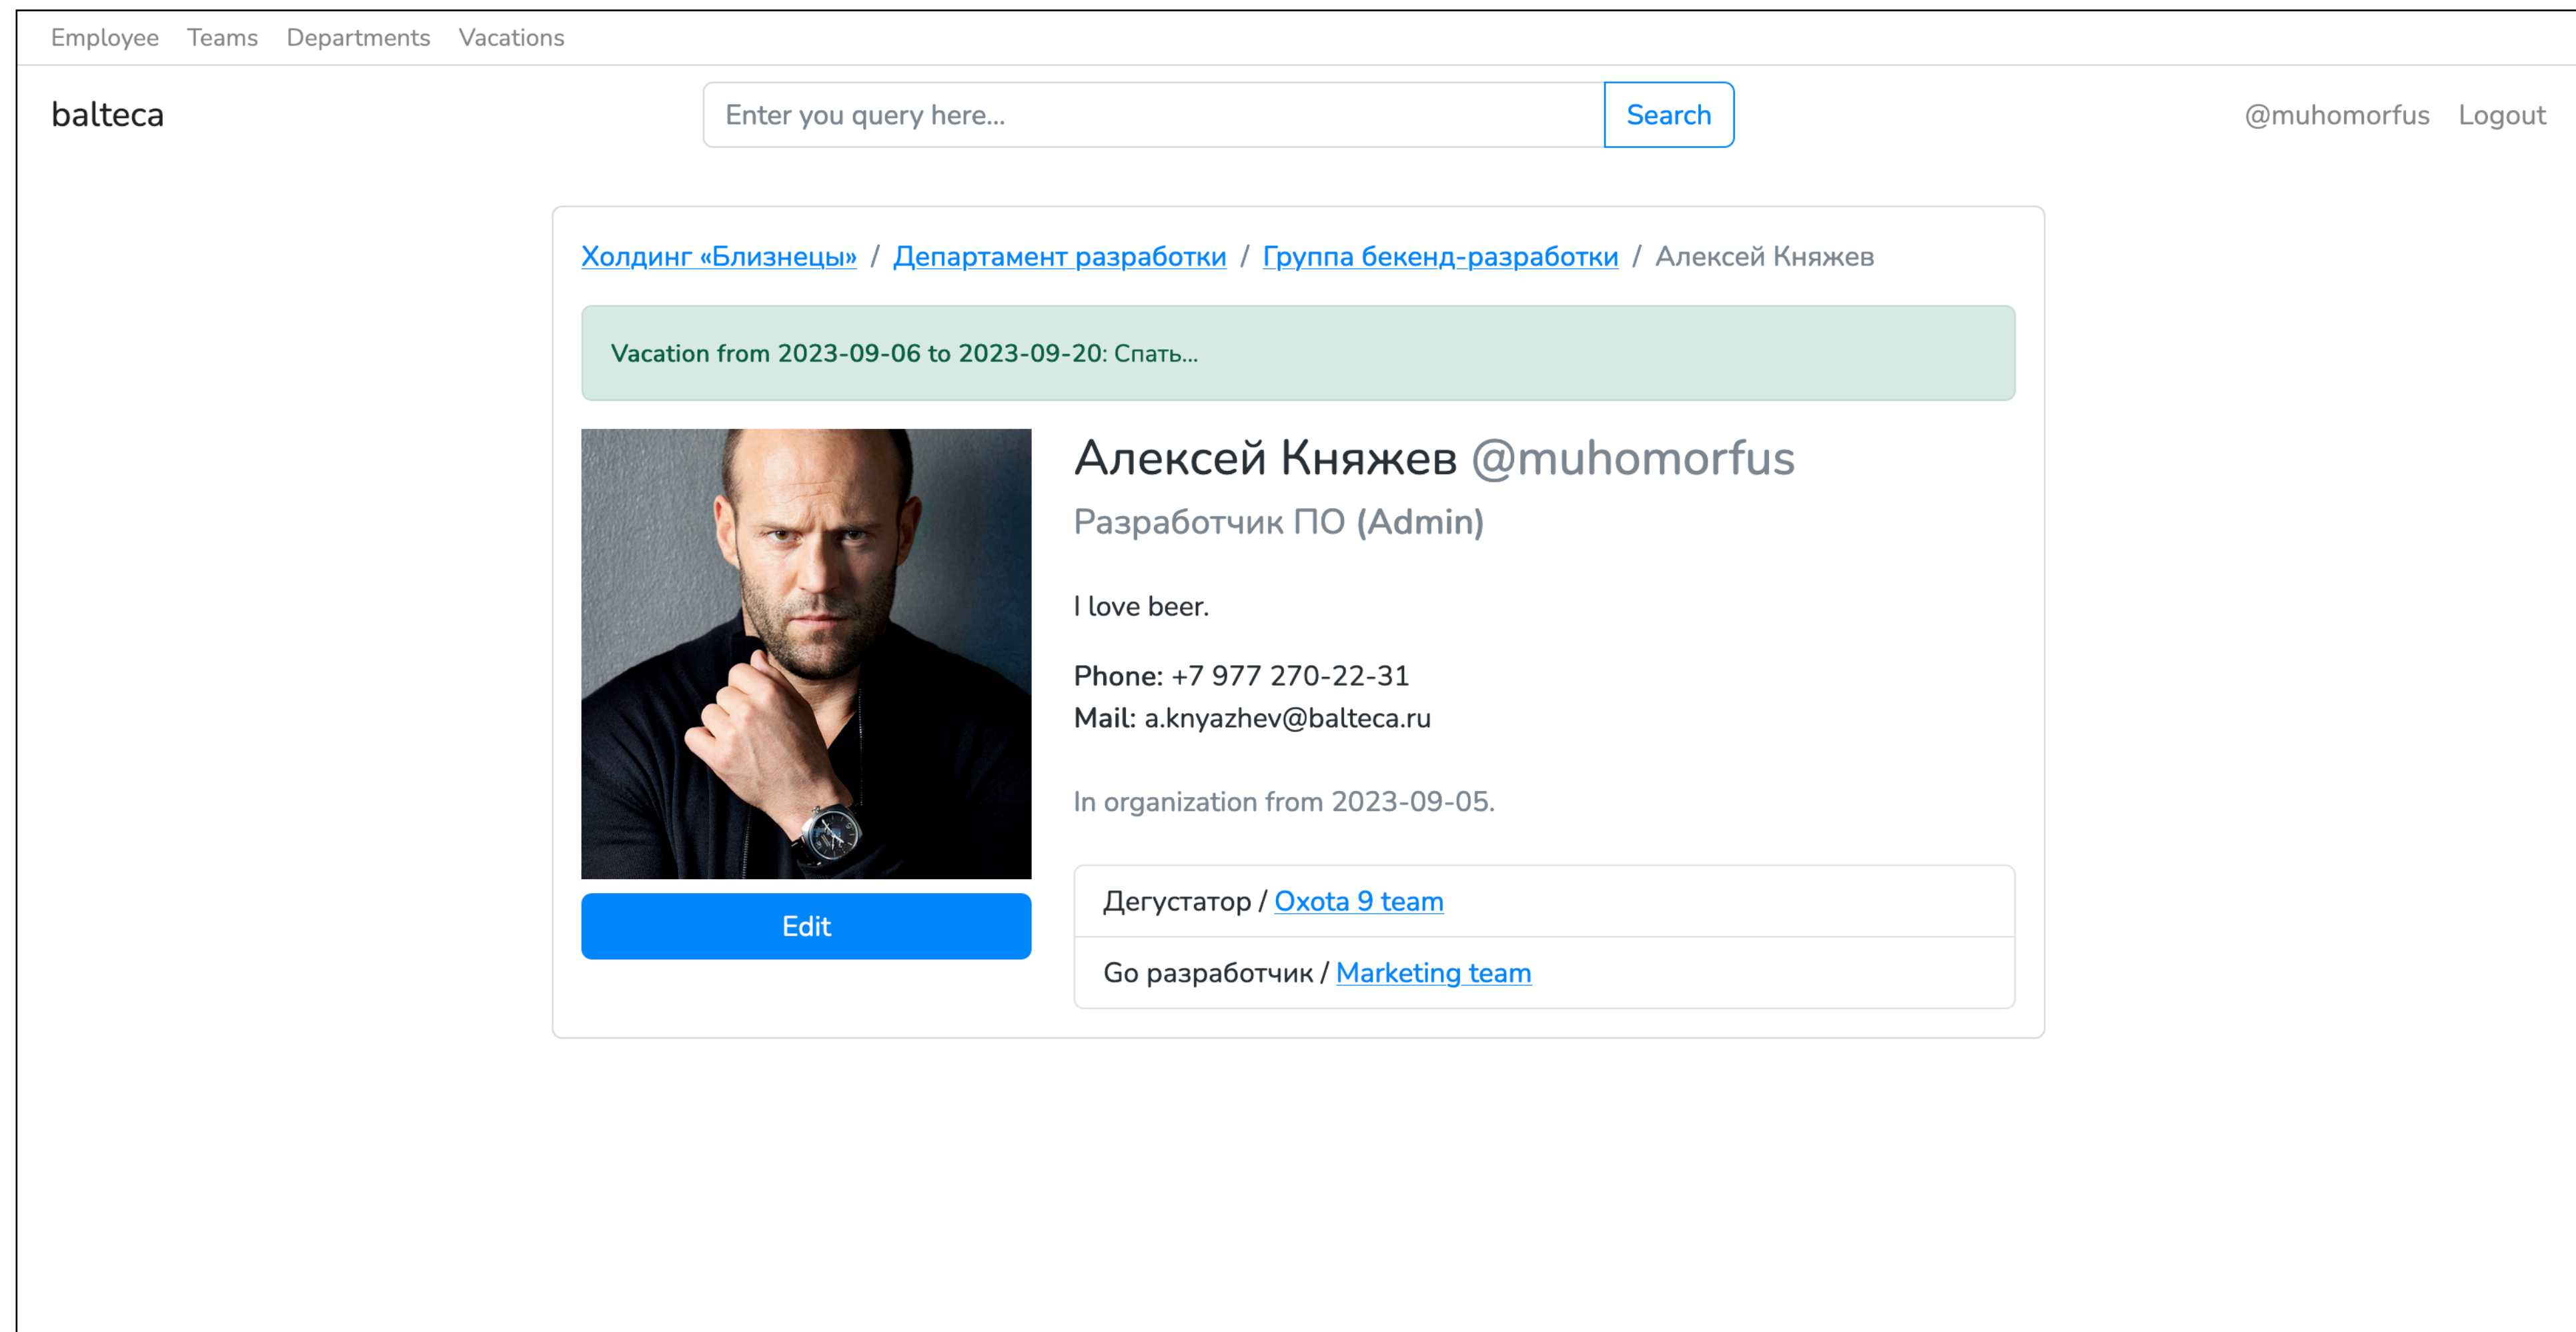 Employee Teams Departments Vacations
balteca Enter you query here... Search @muhomorfus Logout
Холдинг «Близнецы» / Департамент разработки / Группа бекенд-разработки / Алексей Княжев
Vacation from 2023-09-06 to 2023-09-20: Спать...
Алексей Княжев @muhomorfus
Разработчик ПО (Admin)
I love beer.
Phone: +7 977 270-22-31
Mail: a.knyazhev@balteca.ru
In organization from 2023-09-05.
Edit
Дегустатор / Oxota 9 team
Go разработчик / Marketing team